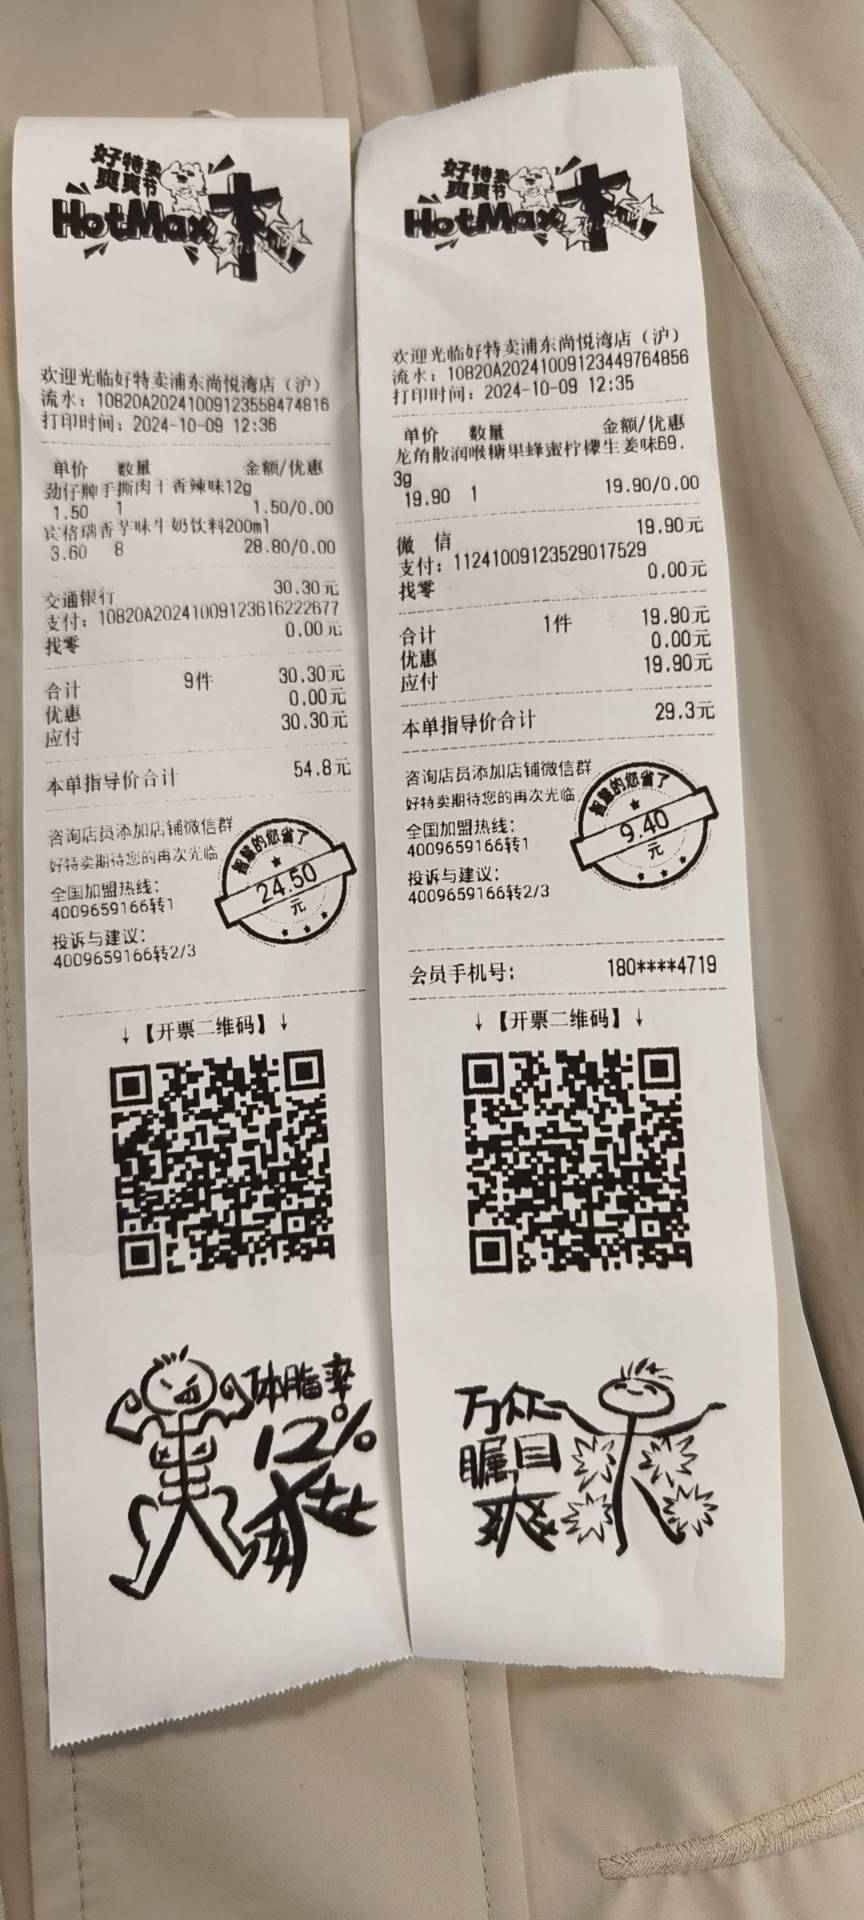 好特卖
爽爽节
HotMax
欢迎光临好特卖浦东尚悦湾店（沪）
流水：10820A20241009123558474816
打印时间：2024-10-09 12:36
单价 数量 金额/优惠
劲仔牌手撕肉干香辣味12g
1.50 1 1.50/0.00
宾格瑞香芋味牛奶饮料200ml
3.60 8 28.80/0.00
交通银行 30.30元
支付：10820A20241009123616222677
找零 0.00元
合计 9件 30.30元
优惠 0.00元
应付 30.30元
本单指导价合计 54.8元
咨询店员添加店铺微信群
好特卖期待您的再次光临
全国加盟热线：
4009659166转1
投诉与建议：
4009659166转2/3
智慧的您省了
24.50
元
↓【开票二维码】↓
体脂率
12%
爽
好特卖
爽爽节
HotMax
欢迎光临好特卖浦东尚悦湾店（沪）
流水：10820A20241009123449764856
打印时间：2024-10-09 12:35
单价 数量 金额/优惠
龙角散润喉糖果蜂蜜柠檬生姜味69.
3g
19.90 1 19.90/0.00
微 信 19.90元
支付：11241009123529017529
找零 0.00元
合计 1件 19.90元
优惠 0.00元
应付 19.90元
本单指导价合计 29.3元
咨询店员添加店铺微信群
好特卖期待您的再次光临
全国加盟热线：
4009659166转1
投诉与建议：
4009659166转2/3
智慧的您省了
9.40
元
会员手机号： 180****4719
↓【开票二维码】↓
万众
瞩目
爽